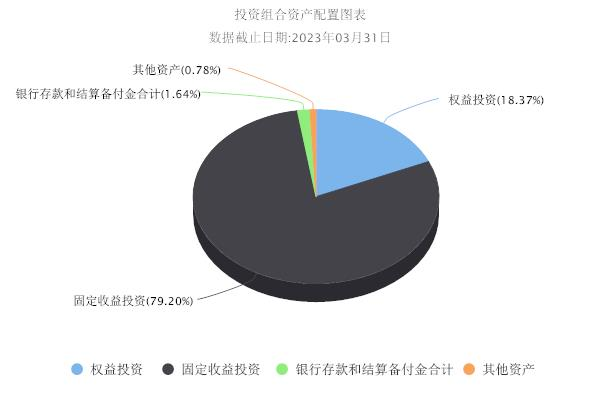 投资组合资产配置图表
数据截止日期:2023年03月31日
其他资产(0.78%)
银行存款和结算备付金合计(1.64%)
权益投资(18.37%)
固定收益投资(79.20%)
权益投资 固定收益投资 银行存款和结算备付金合计 其他资产